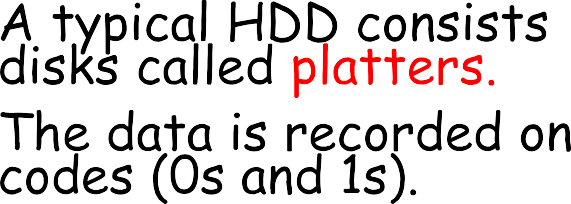 A typical HDD consists
disks called platters.
The data is recorded on
codes (0s and 1s).